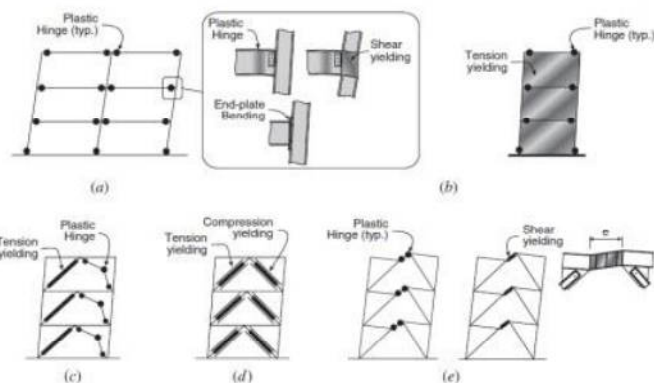 Plastic
Hinge (typ.)
Plastic
Hinge
Shear
yielding
End-plate
Bending
Plastic
Hinge (typ.)
Tension
yielding
(a)
(b)
Tension
yielding
Plastic
Hinge
Tension
yielding
Compression
yielding
Plastic
Hinge (typ.)
Shear
yielding
e
(c)
(d)
(e)